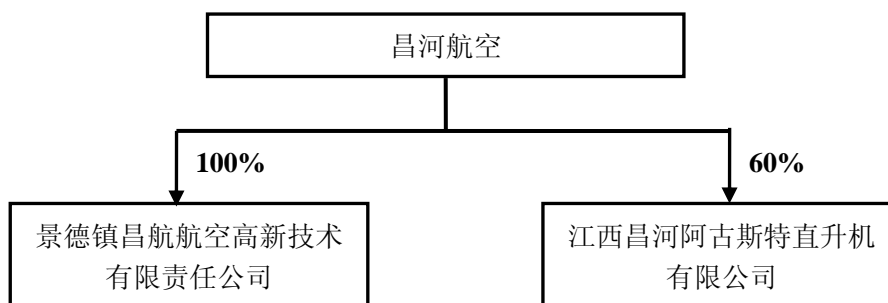 昌河航空
100%
60%
景德镇昌航航空高新技术
有限责任公司
江西昌河阿古斯特直升机
有限公司